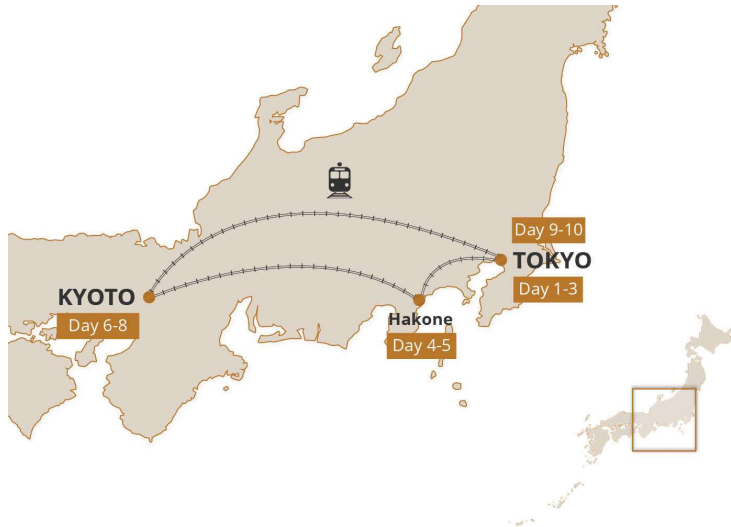 Day 9-10
TOKYO
Day 1-3
KYOTO
Day 6-8
Hakone
Day 4-5